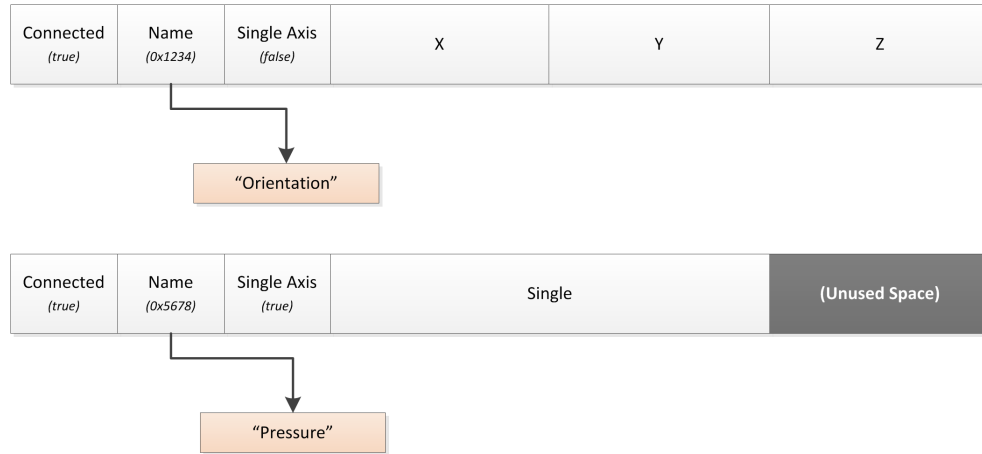 Connected Name Single Axis X Y Z
(true) (0x1234) (false)
“Orientation”
Connected Name Single Axis Single (Unused Space)
(true) (0x5678) (true)
“Pressure”